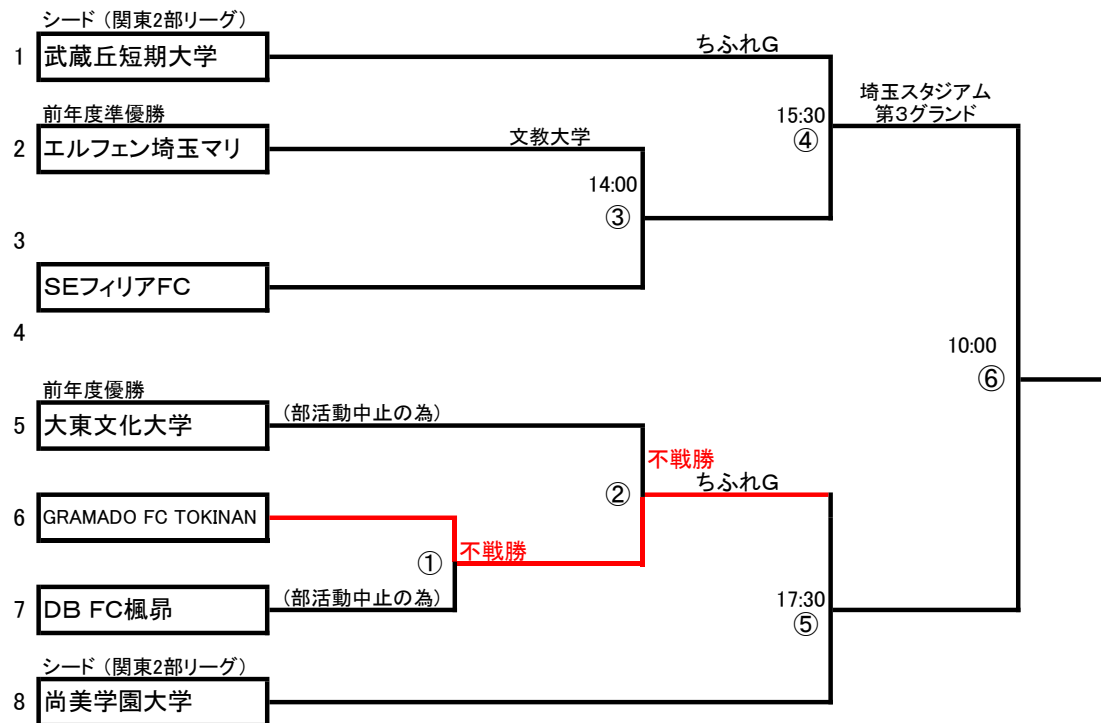 シード（関東2部リーグ）
1 武蔵丘短期大学
ちふれG
前年度準優勝
2 エルフェン埼玉マリ
文教大学
15:30
④
埼玉スタジアム
第3グランド
14:00
③
3
SEフィリアFC
4
10:00
⑥
前年度優勝
5 大東文化大学
（部活動中止の為）
不戦勝
ちふれG
②
6 GRAMADO FC TOKINAN
不戦勝
①
7 DB FC楓昴
（部活動中止の為）
17:30
⑤
シード（関東2部リーグ）
8 尚美学園大学